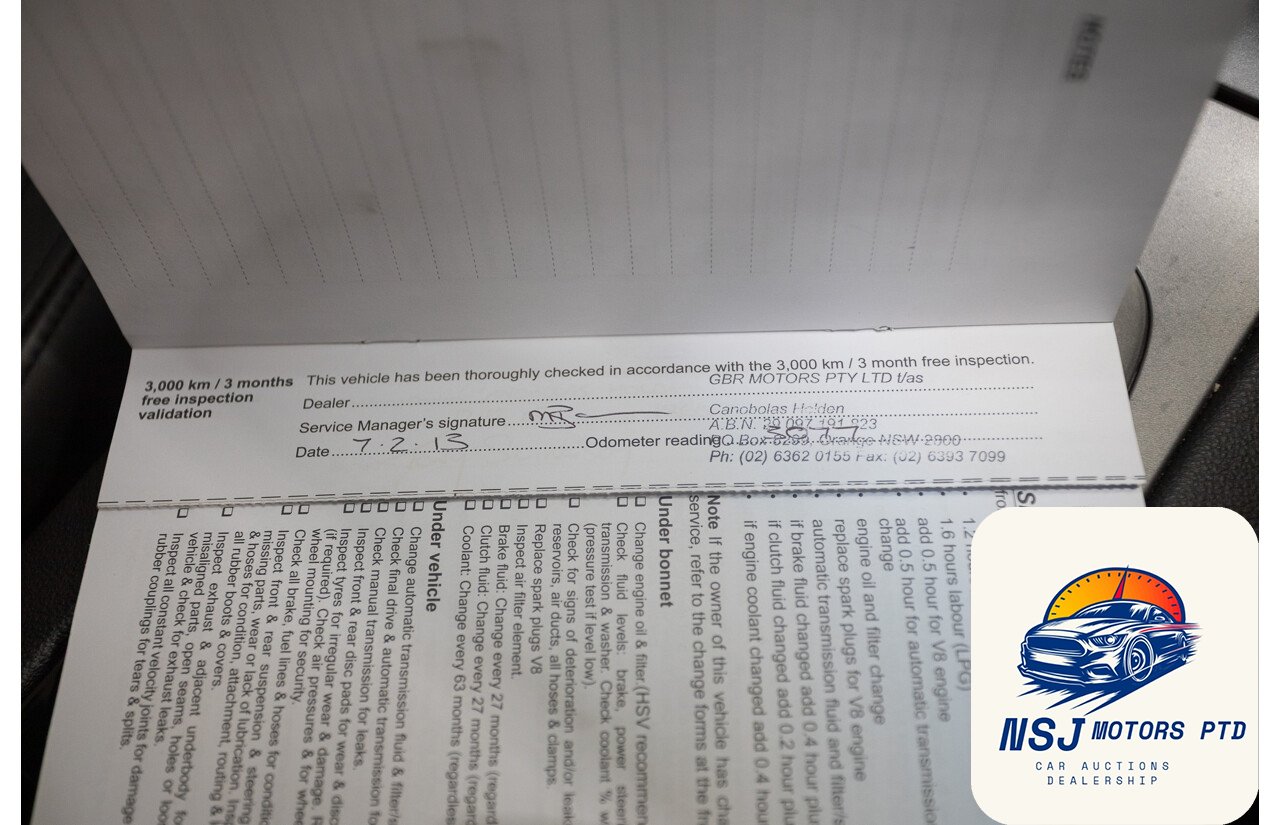 NOTES
3,000 km / 3 months
free inspection
validation
This vehicle has been thoroughly checked in accordance with the 3,000 km / 3 month free inspection.
GBR MOTORS PTY LTD t/as
Dealer
Canobolas Holden
Service Manager's signature
A.B.N. 097 191
Date 7.2.13 Odometer reading
PO Box Orange NSW 2800
Ph: (02) 6362 0155 Fax: (02) 6393 7099
1.6 hours labour (LPG)
add 0.5 hour for V8 engine
add 0.5 hour for automatic
change
engine oil and filter change
replace spark plugs for V8 engine
automatic transmission fluid and filter/s
if brake fluid changed add 0.4 hour
if clutch fluid changed add 0.2 hour
if engine coolant changed add 0.4 hour
Note If the owner of this vehicle has
service, refer to the change forms at the
Under bonnet
Change engine oil & filter (HSV
Check fluid levels: brake, power
transmission & washer. Check coolant %
(pressure test if level low).
Check for signs of deterioration and/or
reservoirs, air ducts, all hoses & clamps.
Replace spark plugs V8
Inspect air filter element.
Brake fluid: Change every 27 months
Clutch fluid: Change every 27 months
Coolant: Change every 63 months
Under vehicle
Change automatic transmission fluid & filter/s
Check final drive & automatic transmission
Check manual transmission for
Inspect front & rear disc pads for wear &
Inspect tyres for irregular wear & damage.
(if required). Check air pressures & for
wheel mounting for security.
Check all brake, fuel lines & hoses for
Inspect front & rear suspension & steering
missing parts, wear or lack of lubrication.
& hoses for condition, attachment, routing &
all rubber boots & covers.
Inspect exhaust & adjacent underbody for
misaligned parts, open seams, holes or
vehicle & check for exhaust leaks.
Inspect all constant velocity joints for damage
rubber couplings for tears & splits.
NSJ MOTORS PTD
CAR AUCTIONS
DEALERSHIP